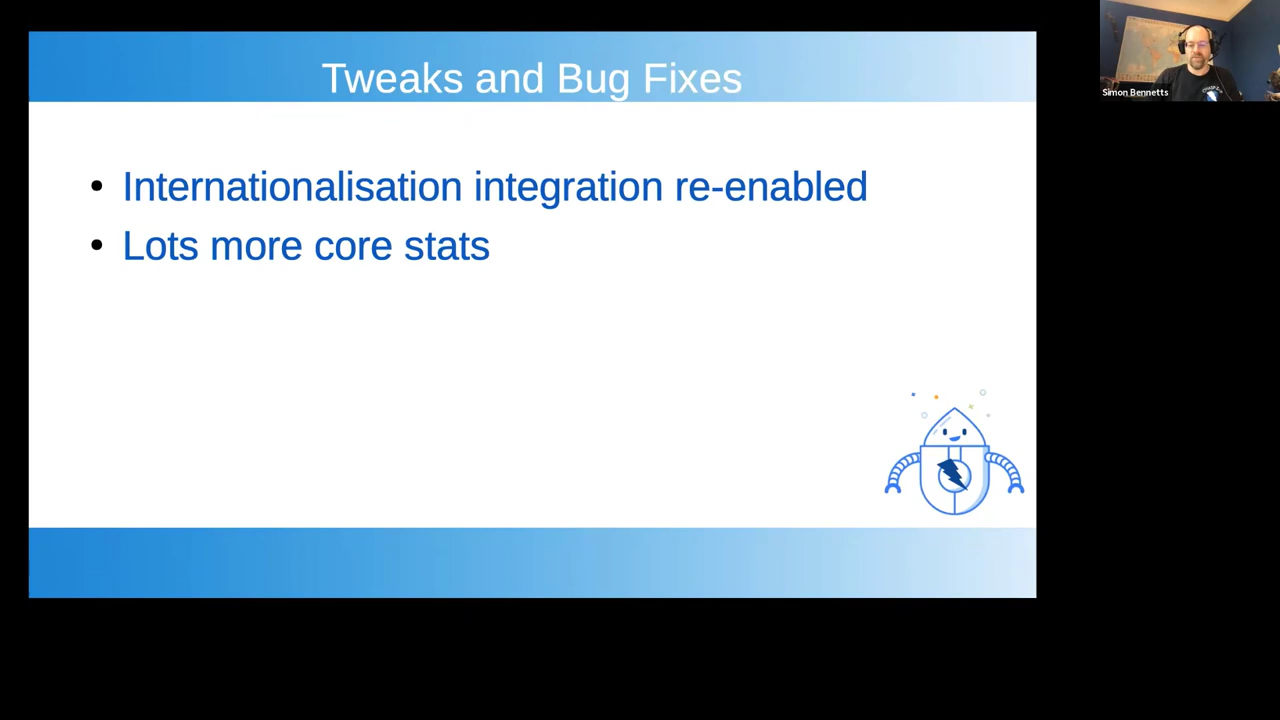 Tweaks and Bug Fixes
• Internationalisation integration re-enabled
• Lots more core stats
Simon Bennetts